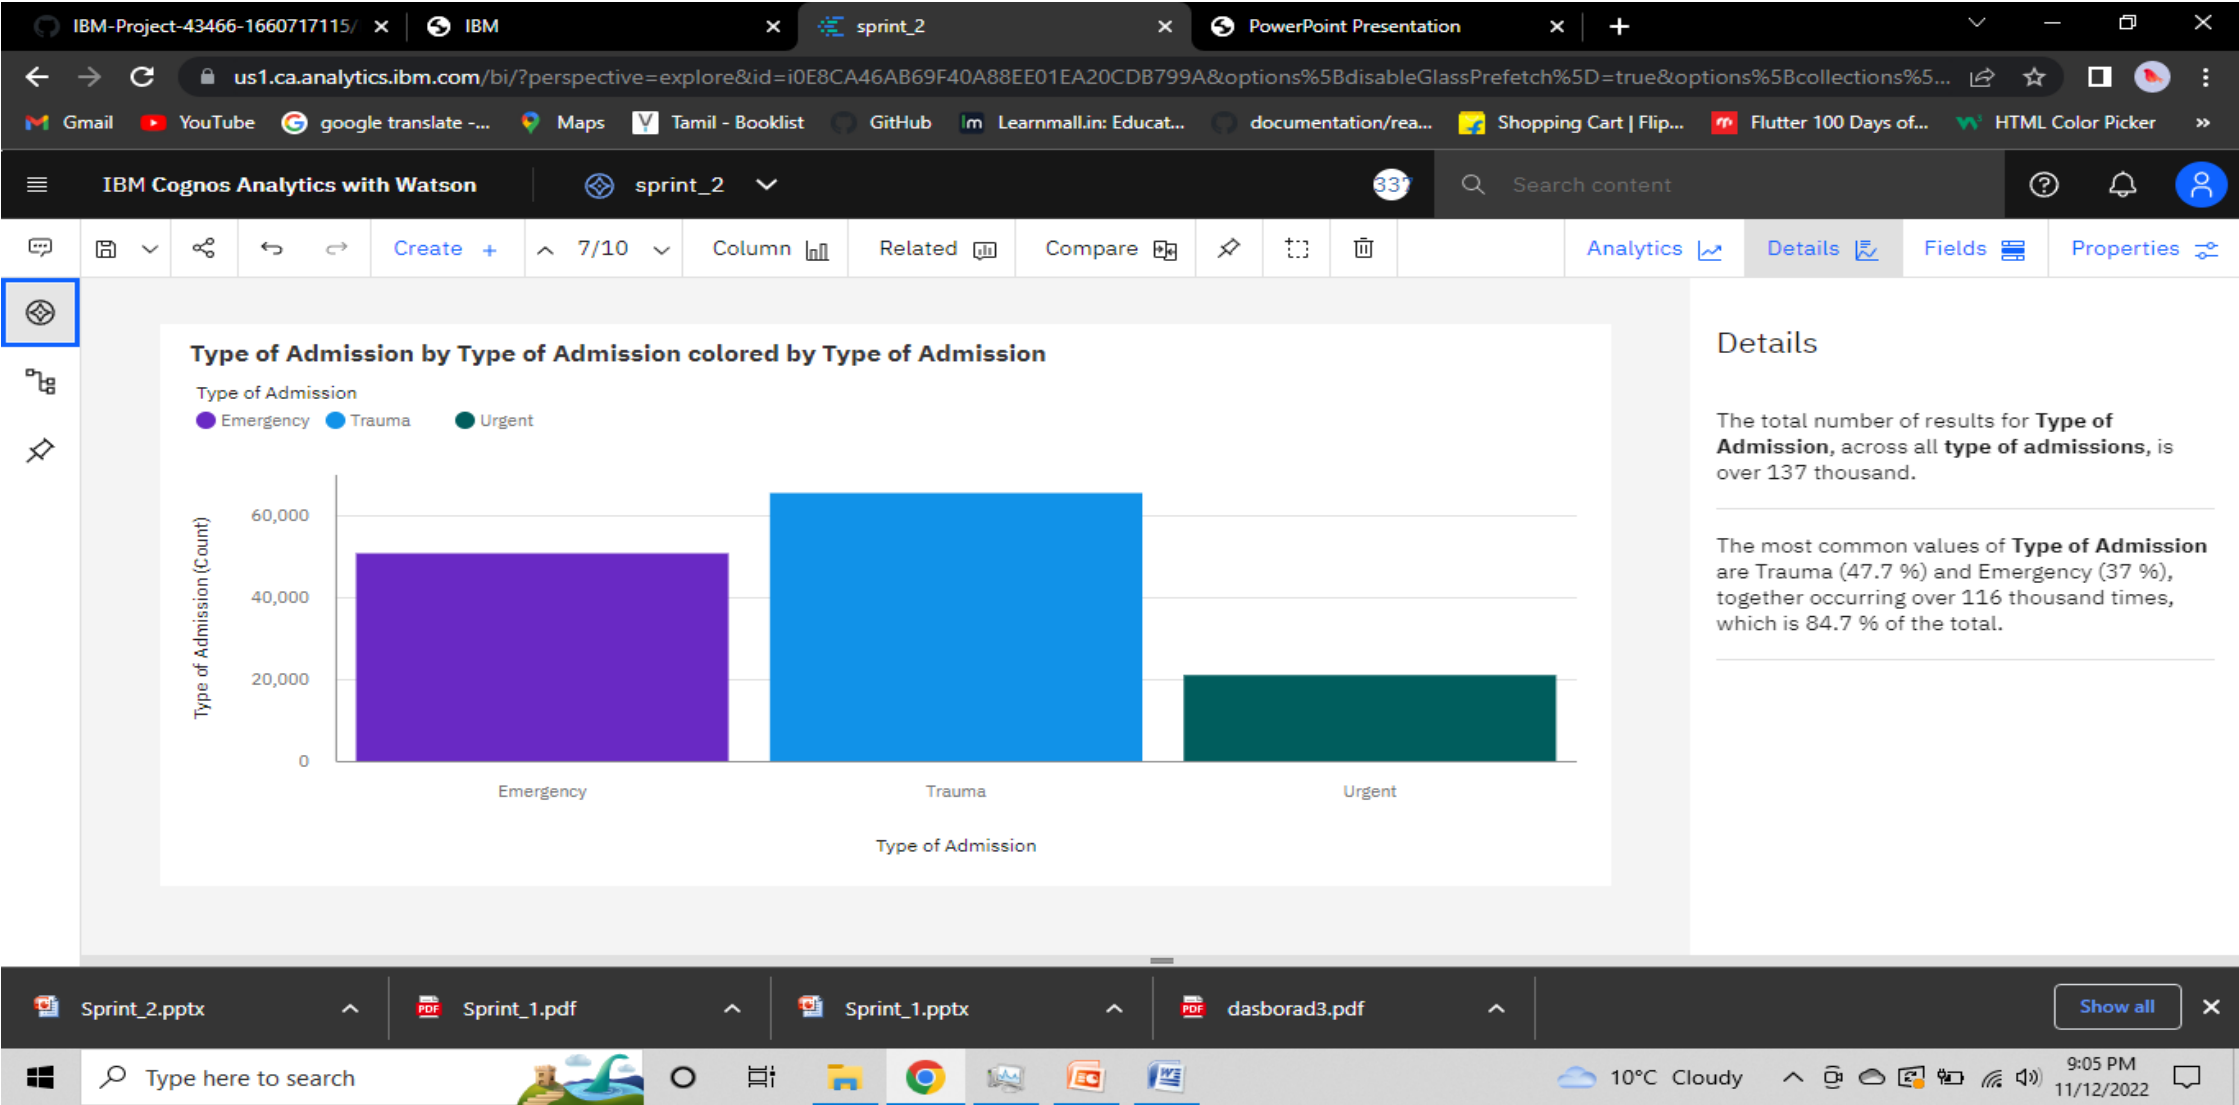 IBM-Project-43466-1660717115/
IBM
sprint_2
PowerPoint Presentation
us1.ca.analytics.ibm.com/bi/?perspective=explore&id=i0E8CA46AB69F40A88EE01EA20CDB799A&options%5BdisableGlassPrefetch%5D=true&options%5Bcollections%5...
Gmail YouTube google translate -... Maps Tamil - Booklist GitHub Learnmall.in: Educat... documentation/rea... Shopping Cart | Flip... Flutter 100 Days of... HTML Color Picker »
IBM Cognos Analytics with Watson sprint_2 337 Search content
Create + 7/10 Column Related Compare Analytics Details Fields Properties
Type of Admission by Type of Admission colored by Type of Admission
Type of Admission
Emergency Trauma Urgent
Type of Admission (Count)
60,000
40,000
20,000
0
Emergency Trauma Urgent
Type of Admission
Details
The total number of results for Type of
Admission, across all type of admissions, is
over 137 thousand.
The most common values of Type of Admission
are Trauma (47.7 %) and Emergency (37 %),
together occurring over 116 thousand times,
which is 84.7 % of the total.
Sprint_2.pptx
PDF Sprint_1.pdf
Sprint_1.pptx
PDF dasborad3.pdf
Show all
Type here to search
10°C Cloudy
9:05 PM
11/12/2022